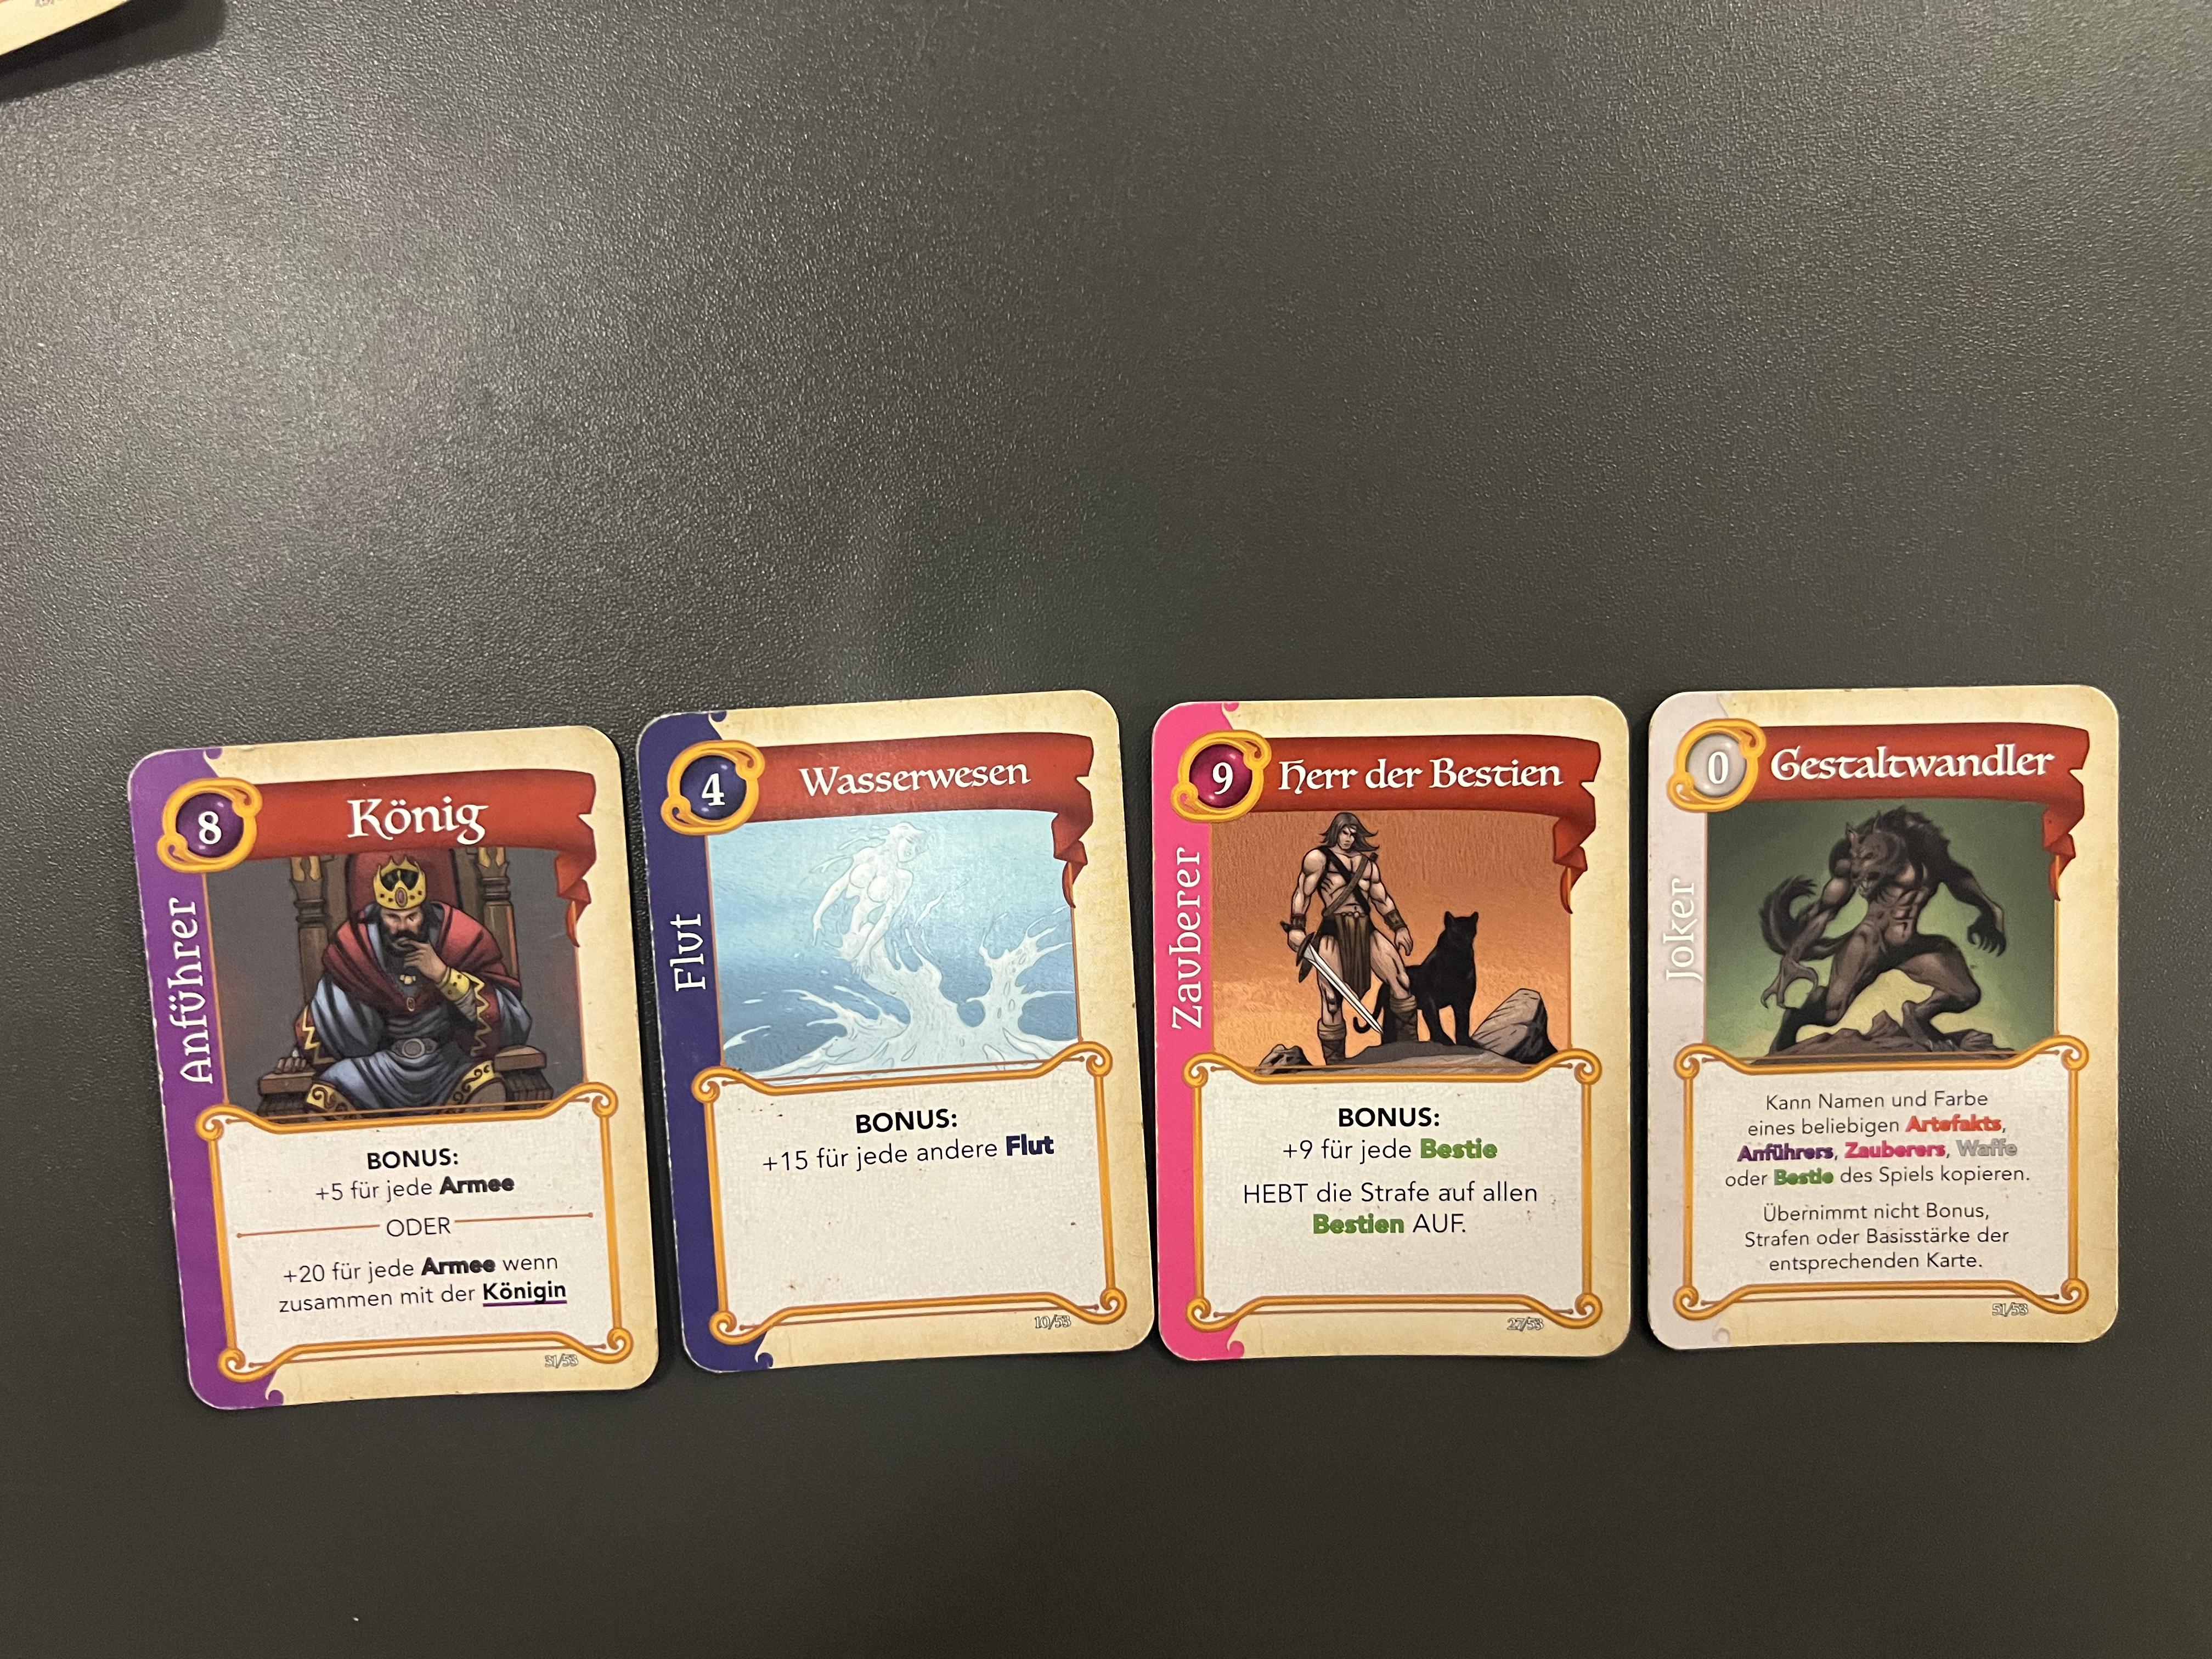 8
König
Anführer
BONUS:
+5 für jede Armee
ODER
+20 für jede Armee wenn
zusammen mit der Königin
31/53
4
Wasserwesen
Flut
BONUS:
+15 für jede andere Flut
10/53
9
Herr der Bestien
Zauberer
BONUS:
+9 für jede Bestie
HEBT die Strafe auf allen
Bestien AUF.
27/53
0
Gestaltwandler
Joker
Kann Namen und Farbe
eines beliebigen Artefakts,
Anführers, Zauberers, Waffe
oder Bestie des Spiels kopieren.
Übernimmt nicht Bonus,
Strafen oder Basisstärke der
entsprechenden Karte.
51/53